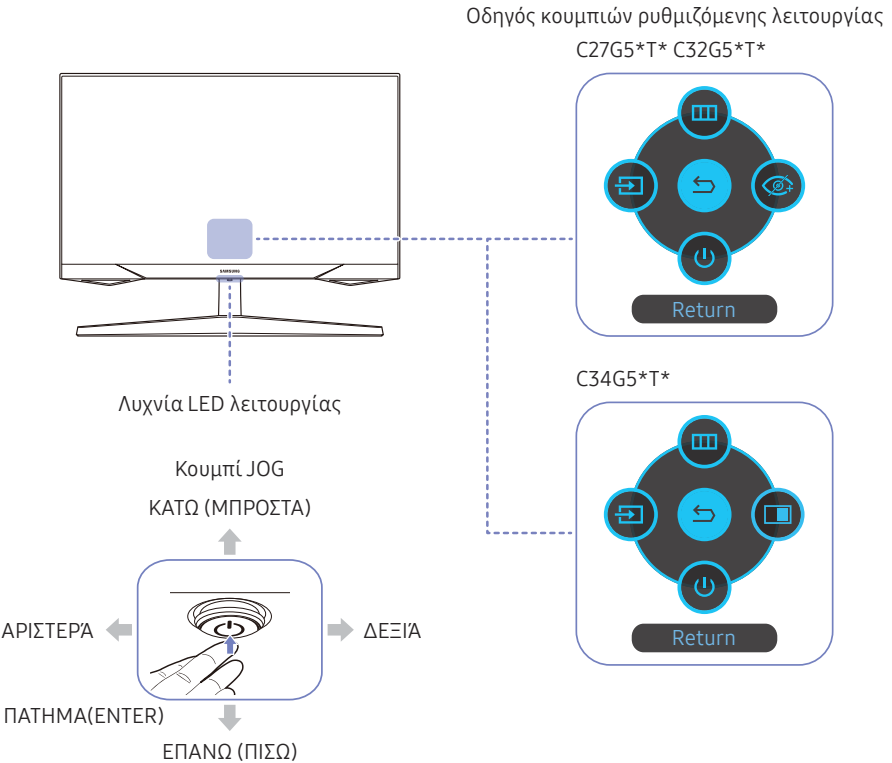 Οδηγός κουμπιών ρυθμιζόμενης λειτουργίας
C27G5*T* C32G5*T*
SAMSUNG
Return
C34G5*T*
Λυχνία LED λειτουργίας
Κουμπί JOG
ΚΑΤΩ (ΜΠΡΟΣΤΑ)
ΑΡΙΣΤΕΡΆ
ΔΕΞΙΆ
Return
ΠΑΤΗΜΑ(ENTER)
ΕΠΑΝΩ (ΠΙΣΩ)